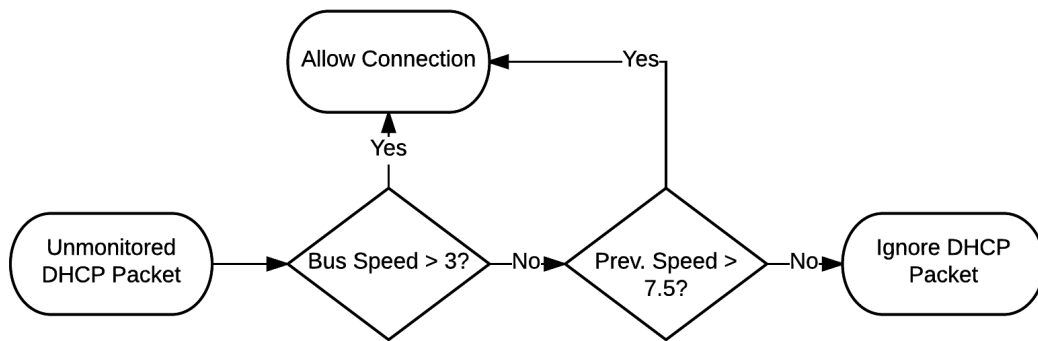 Allow Connection
Yes
Yes
Unmonitored
DHCP Packet
Bus Speed > 3?
No
Prev. Speed >
7.5?
No
Ignore DHCP
Packet